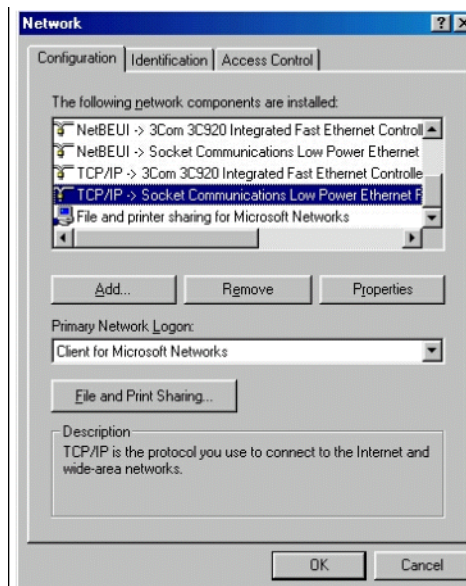 Network
Configuration Identification Access Control
The following network components are installed:
NetBEUI -> 3Com 3C920 Integrated Fast Ethernet Controll
NetBEUI -> Socket Communications Low Power Ethernet
TCP/IP -> 3Com 3C920 Integrated Fast Ethernet Controlle
TCP/IP -> Socket Communications Low Power Ethernet F
File and printer sharing for Microsoft Networks
Add... Remove Properties
Primary Network Logon:
Client for Microsoft Networks
File and Print Sharing...
Description
TCP/IP is the protocol you use to connect to the Internet and
wide-area networks.
OK Cancel